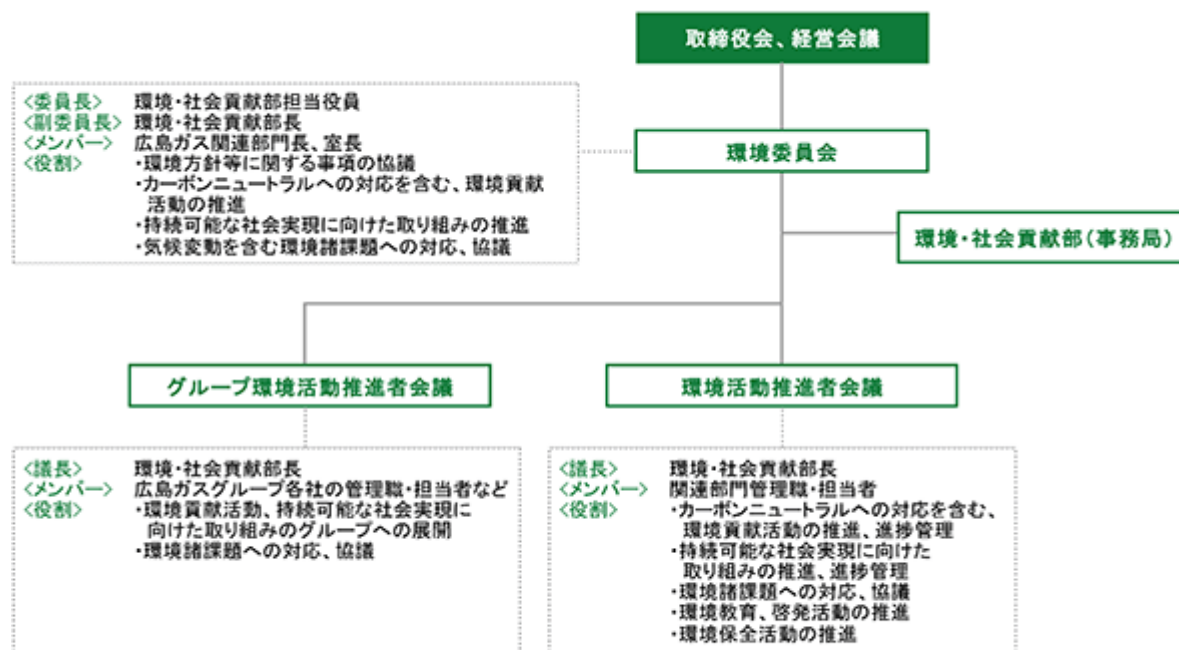 取締役会、経営会議
<委員長> 環境・社会貢献部担当役員
<副委員長> 環境・社会貢献部長
<メンバー> 広島ガス関連部門長、室長
<役割> ・環境方針等に関する事項の協議
・カーボンニュートラルへの対応を含む、環境貢献
活動の推進
・持続可能な社会実現に向けた取り組みの推進
・気候変動を含む環境諸課題への対応、協議
環境委員会
環境・社会貢献部(事務局)
グループ環境活動推進者会議
<議長> 環境・社会貢献部長
<メンバー> 広島ガスグループ各社の管理職・担当者など
<役割> ・環境貢献活動、持続可能な社会実現に
向けた取り組みのグループへの展開
・環境諸課題への対応、協議
環境活動推進者会議
<議長> 環境・社会貢献部長
<メンバー> 関連部門管理職・担当者
<役割> ・カーボンニュートラルへの対応を含む、
環境貢献活動の推進、進捗管理
・持続可能な社会実現に向けた
取り組みの推進、進捗管理
・環境諸課題への対応、協議
・環境教育、啓発活動の推進
・環境保全活動の推進